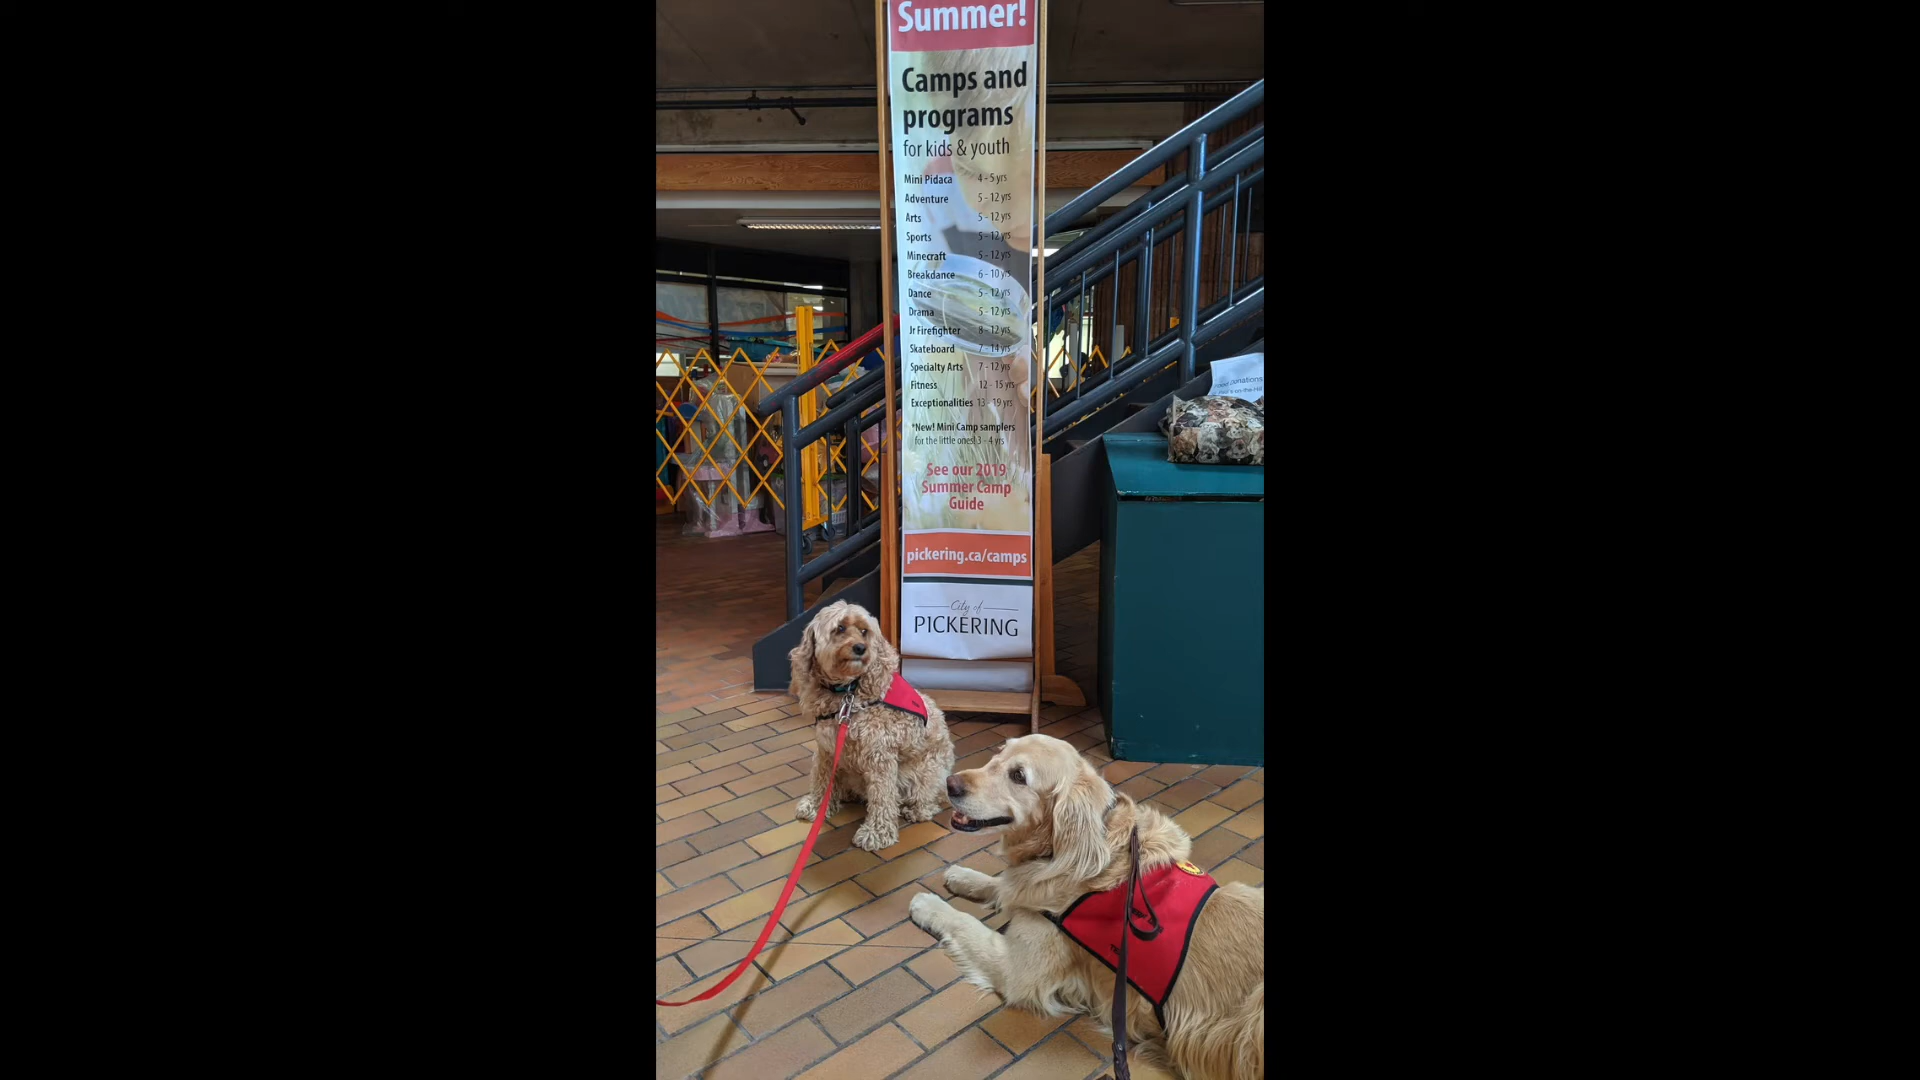 Summer!
Camps and
programs
for kids & youth
Mini Pidaca 4 - 5 yrs
Adventure 5 - 12 yrs
Arts 5 - 12 yrs
Sports 5 - 12 yrs
Minecraft 5 - 12 yrs
Breakdance 6 - 10 yrs
Dance 5 - 12 yrs
Drama 5 - 12 yrs
Jr Firefighter 8 - 12 yrs
Skateboard 7 - 14 yrs
Specialty Arts 7 - 12 yrs
Fitness 12 - 15 yrs
Exceptionalities 13 - 19 yrs
*New! Mini Camp samplers
for the little ones! 3 - 4 yrs
See our 2019
Summer Camp
Guide
pickering.ca/camps
City of
PICKERING
Donations